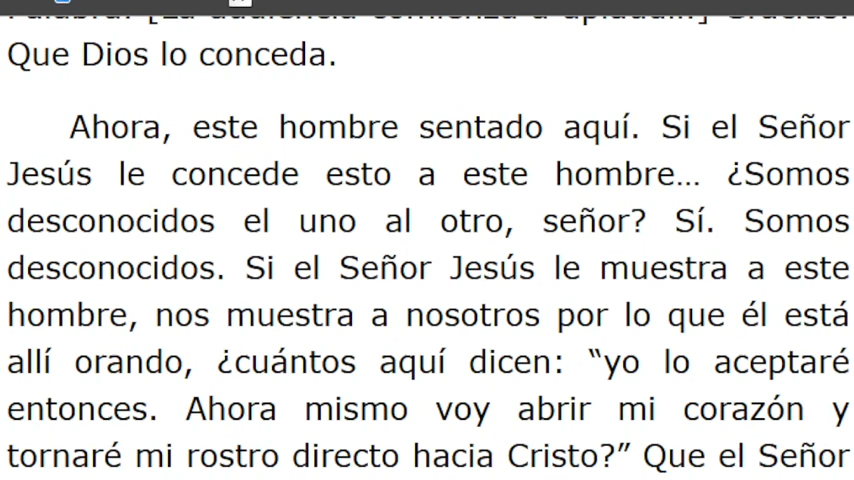 Que Dios lo conceda.
Ahora, este hombre sentado aquí. Si el Señor
Jesús le concede esto a este hombre… ¿Somos
desconocidos el uno al otro, señor? Sí. Somos
desconocidos. Si el Señor Jesús le muestra a este
hombre, nos muestra a nosotros por lo que él está
allí orando, ¿cuántos aquí dicen: “yo lo aceptaré
entonces. Ahora mismo voy abrir mi corazón y
tornaré mi rostro directo hacia Cristo?” Que el Señor